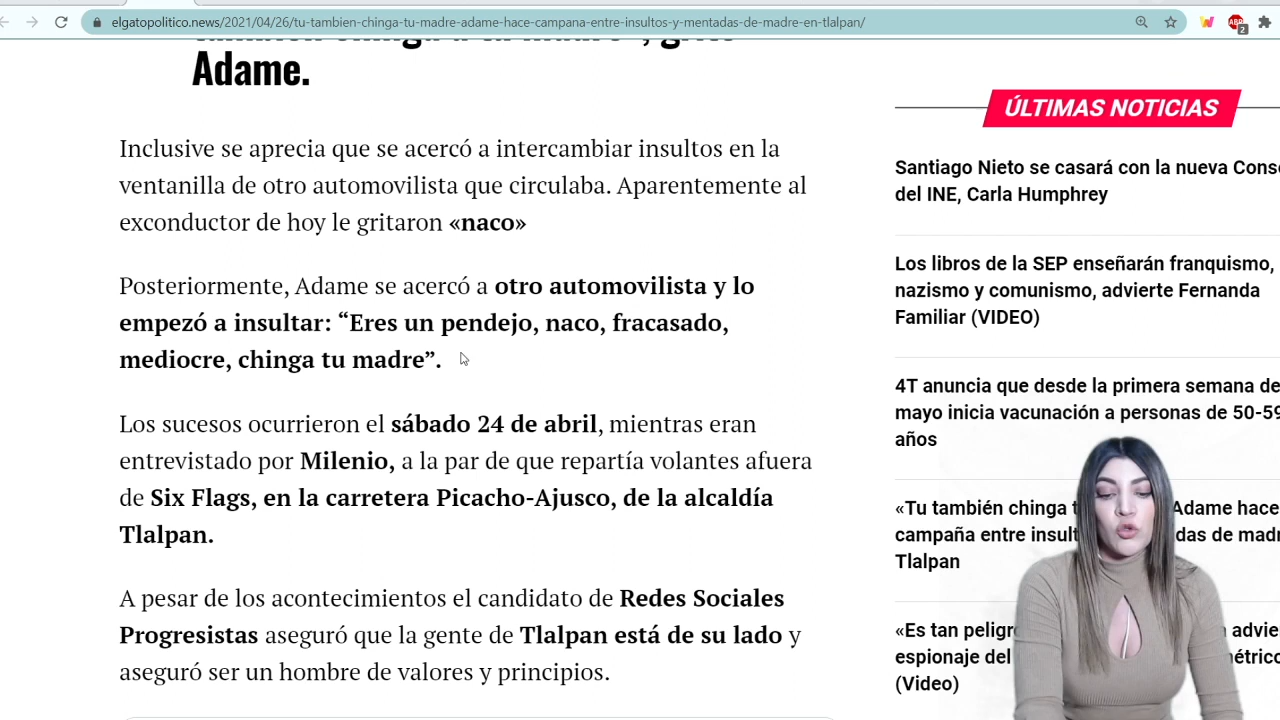 elgatopolitico.news/2021/04/26/tu-tambien-chinga-tu-madre-adame-hace-campana-entre-insultos-y-mentadas-de-madre-en-tlalpan/
ABP
2
Adame.
Inclusive se aprecia que se acercó a intercambiar insultos en la
ventanilla de otro automovilista que circulaba. Aparentemente al
exconductor de hoy le gritaron «naco»
Posteriormente, Adame se acercó a otro automovilista y lo
empezó a insultar: “Eres un pendejo, naco, fracasado,
mediocre, chinga tu madre”.
Los sucesos ocurrieron el sábado 24 de abril, mientras eran
entrevistado por Milenio, a la par de que repartía volantes afuera
de Six Flags, en la carretera Picacho-Ajusco, de la alcaldía
Tlalpan.
A pesar de los acontecimientos el candidato de Redes Sociales
Progresistas aseguró que la gente de Tlalpan está de su lado y
aseguró ser un hombre de valores y principios.
ÚLTIMAS NOTICIAS
Santiago Nieto se casará con la nueva
del INE, Carla Humphrey
Los libros de la SEP enseñarán franquismo,
nazismo y comunismo, advierte Fernanda
Familiar (VIDEO)
4T anuncia que desde la primera semana de
mayo inicia vacunación a personas de 50-59
años
«Tu también chinga Adame hace
campaña entre
Tlalpan
«Es tan
espionaje del
(Video)